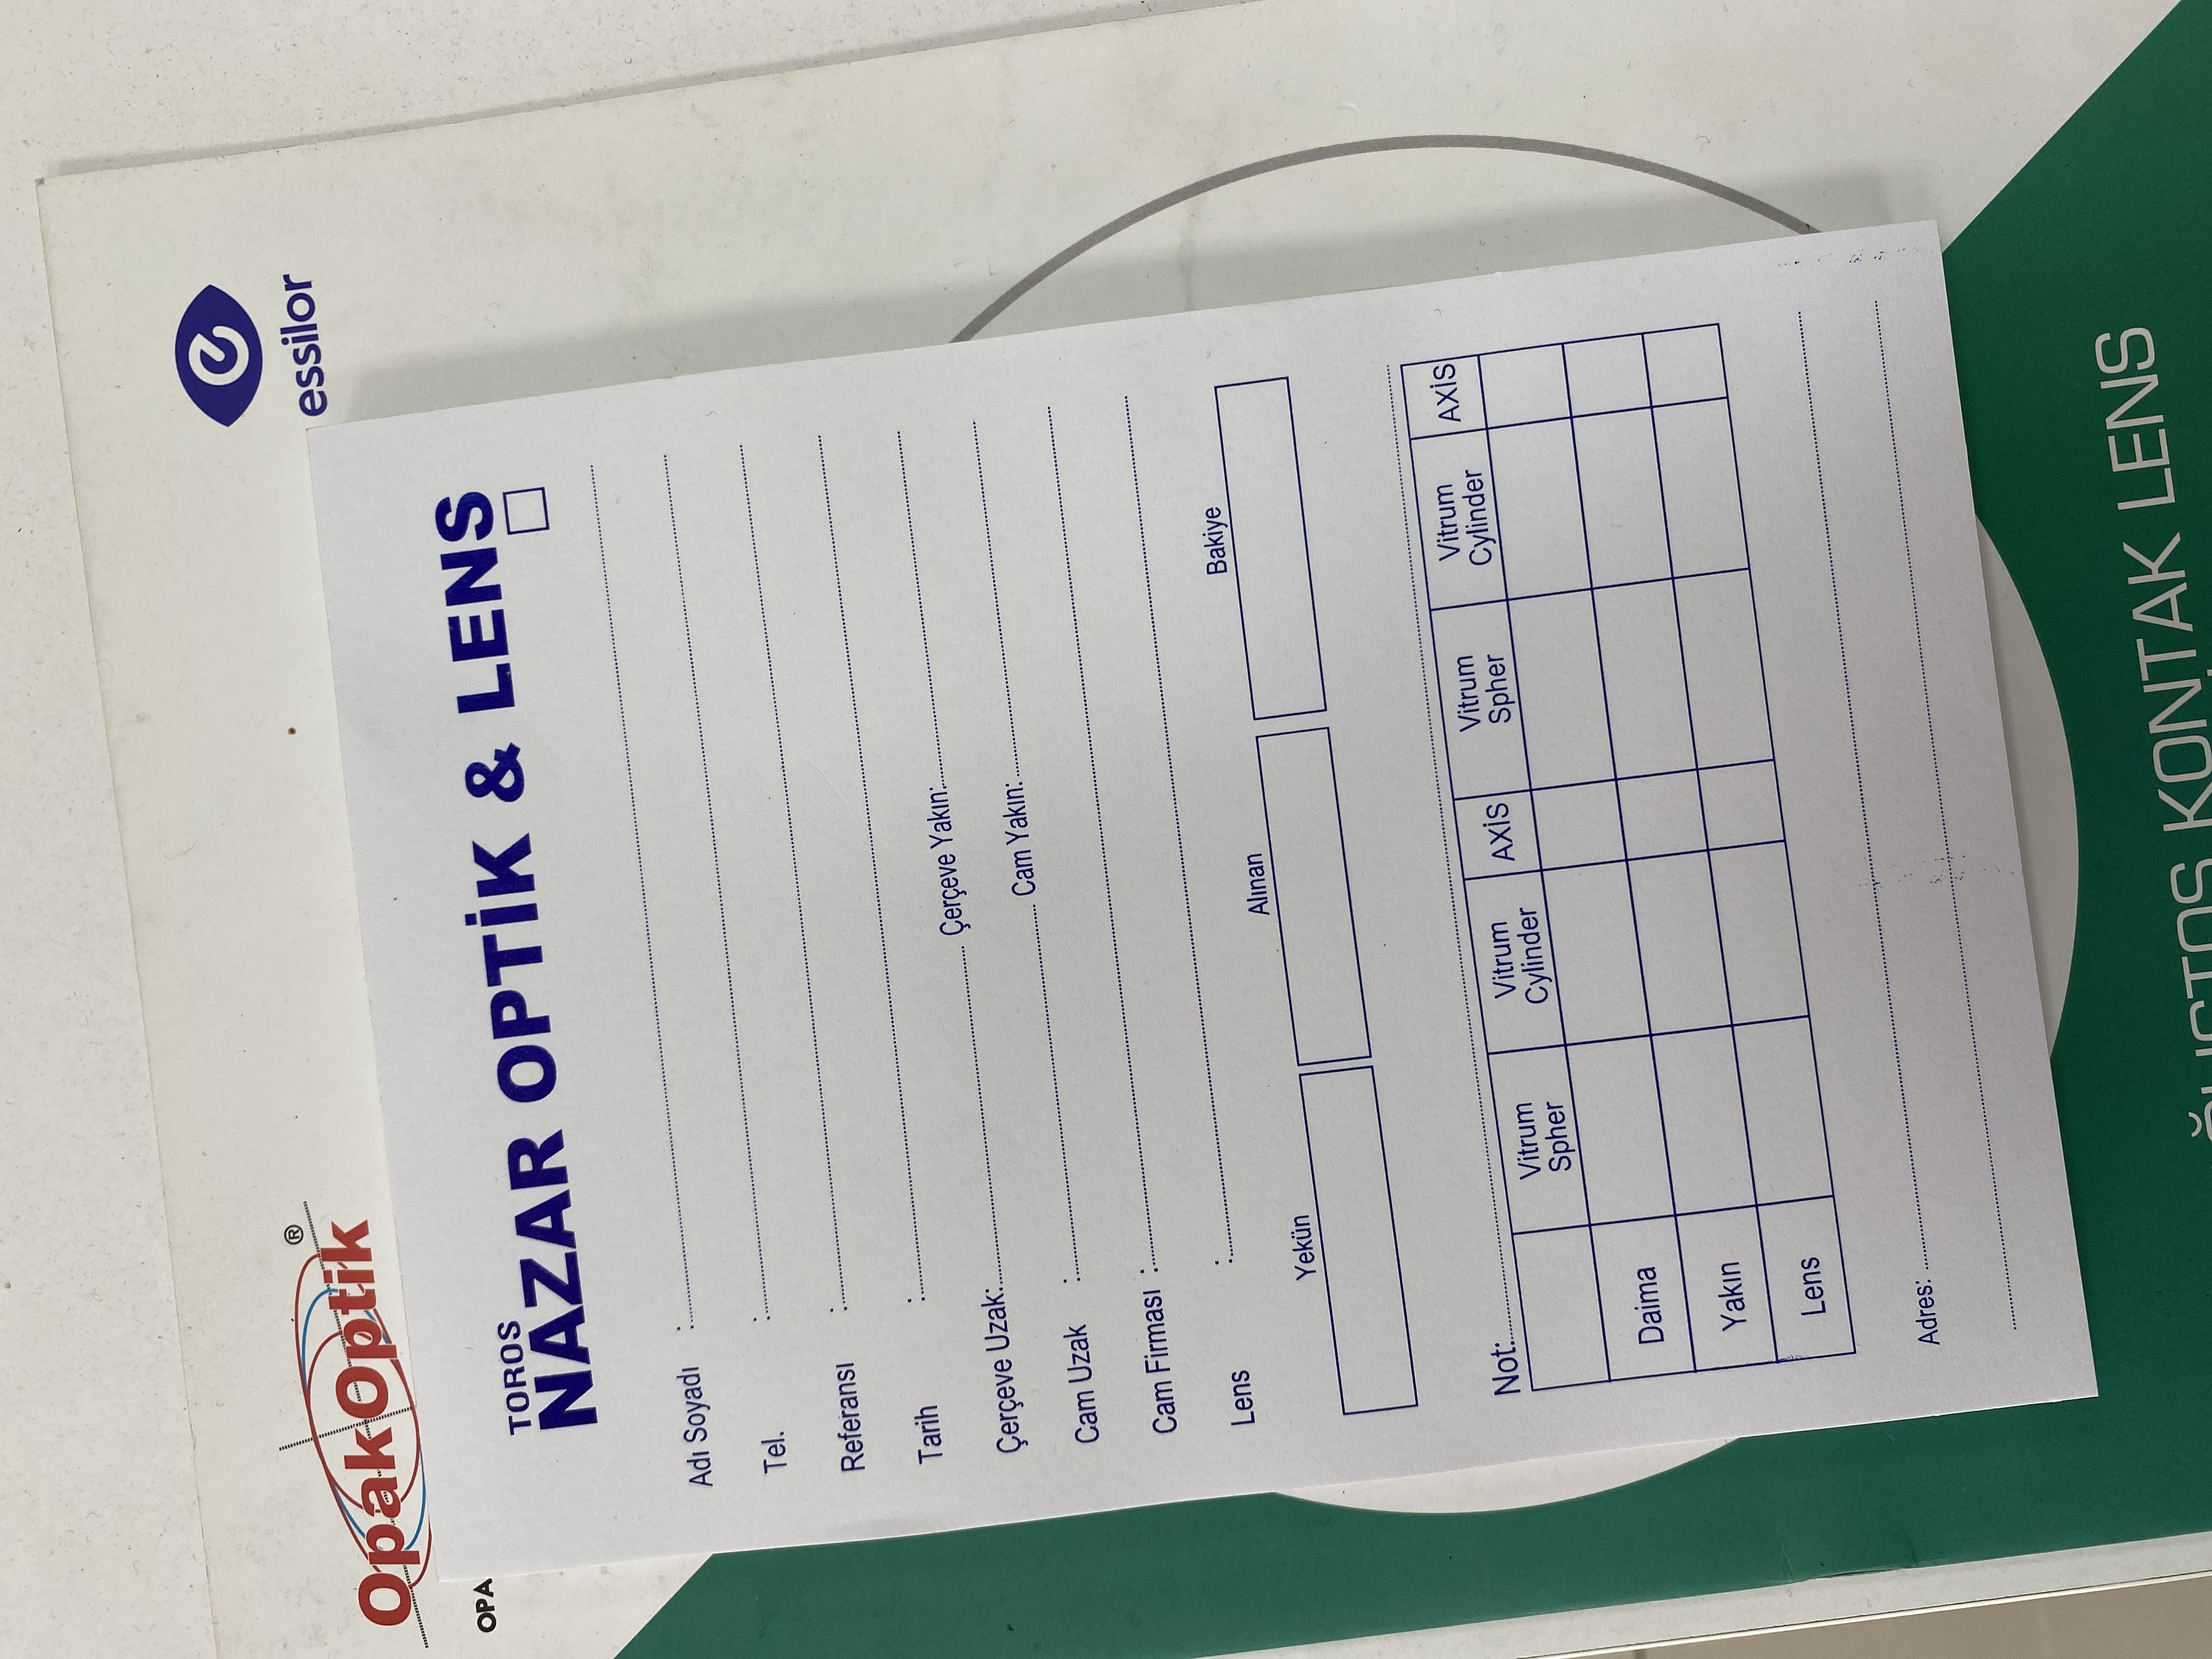 essilor
OpakOptik®
OPA
TOROS
NAZAR OPTİK & LENS
Adı Soyadı :
Tel. :
Referansı :
Tarih :
Çerçeve Uzak: Çerçeve Yakın:
Cam Uzak : Cam Yakın:
Cam Firması :
Lens :
Yekün Alınan Bakiye
Not:
Vitrum Spher Vitrum Cylinder AXİS Vitrum Spher Vitrum Cylinder AXİS
Daima
Yakın
Lens
Adres:
KONTAK LENS